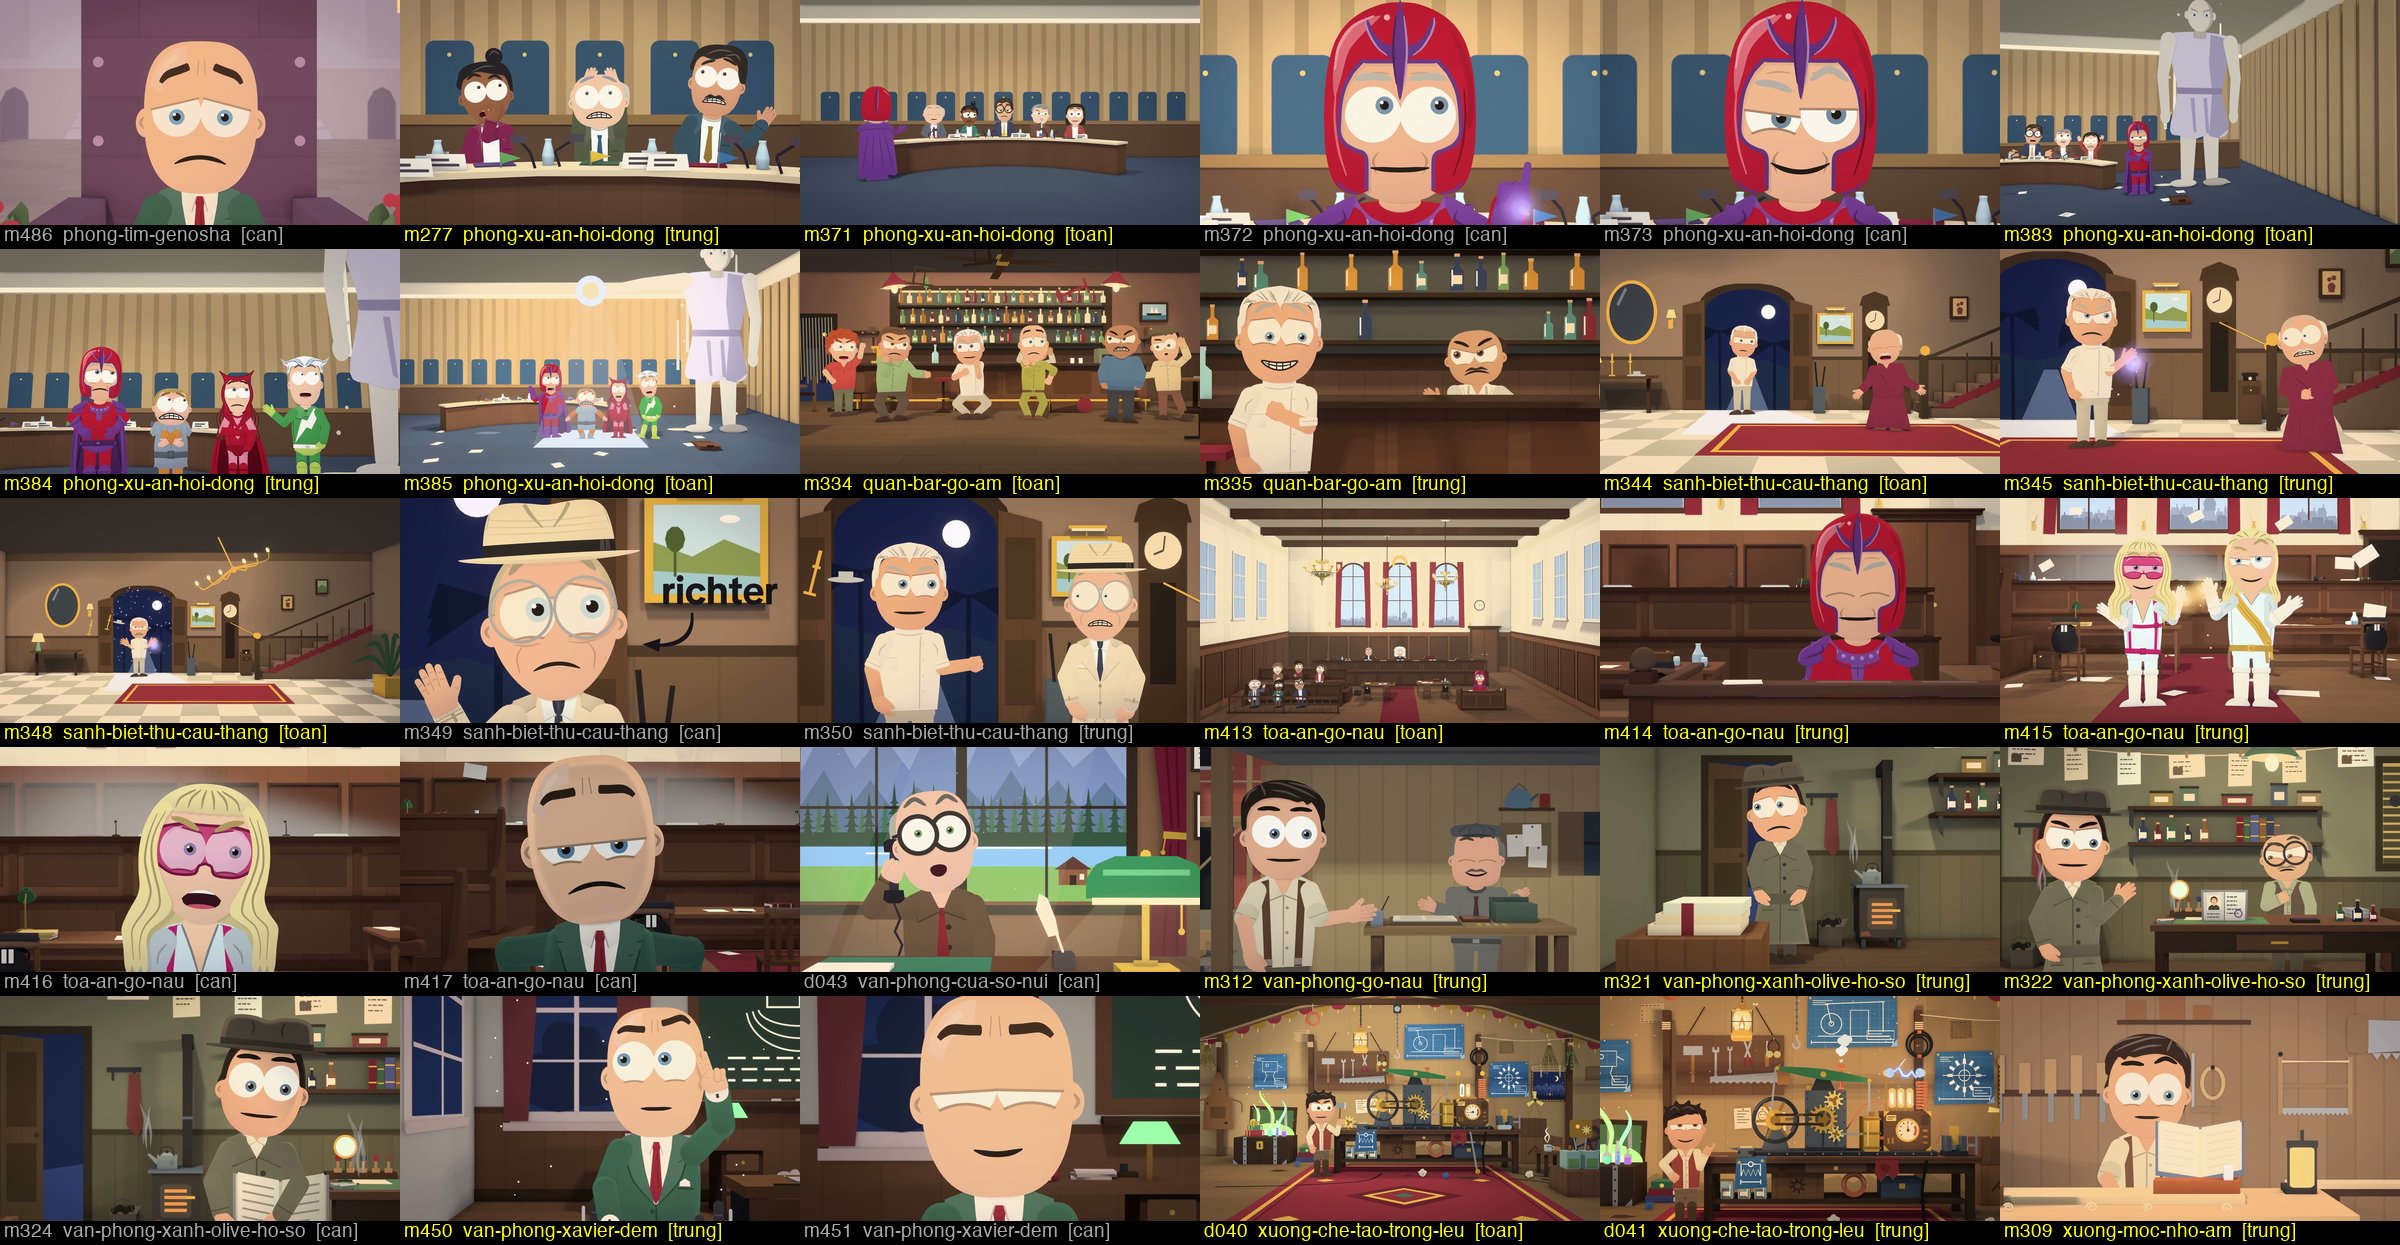 m486 phong-tim-genosha [can]
m277 phong-xu-an-hoi-dong [trung]
m371 phong-xu-an-hoi-dong [toan]
m372 phong-xu-an-hoi-dong [can]
m373 phong-xu-an-hoi-dong [can]
m383 phong-xu-an-hoi-dong [toan]
m384 phong-xu-an-hoi-dong [trung]
m385 phong-xu-an-hoi-dong [toan]
m334 quan-bar-go-am [toan]
m335 quan-bar-go-am [trung]
m344 sanh-biet-thu-cau-thang [toan]
m345 sanh-biet-thu-cau-thang [trung]
richter
m348 sanh-biet-thu-cau-thang [toan]
m349 sanh-biet-thu-cau-thang [can]
m350 sanh-biet-thu-cau-thang [trung]
m413 toa-an-go-nau [toan]
m414 toa-an-go-nau [trung]
m415 toa-an-go-nau [trung]
m416 toa-an-go-nau [can]
m417 toa-an-go-nau [can]
d043 van-phong-cua-so-nui [can]
m312 van-phong-go-nau [trung]
m321 van-phong-xanh-olive-ho-so [trung]
m322 van-phong-xanh-olive-ho-so [trung]
m324 van-phong-xanh-olive-ho-so [can]
m450 van-phong-xavier-dem [trung]
m451 van-phong-xavier-dem [can]
d040 xuong-che-tao-trong-leu [toan]
d041 xuong-che-tao-trong-leu [trung]
m309 xuong-moc-nho-am [trung]